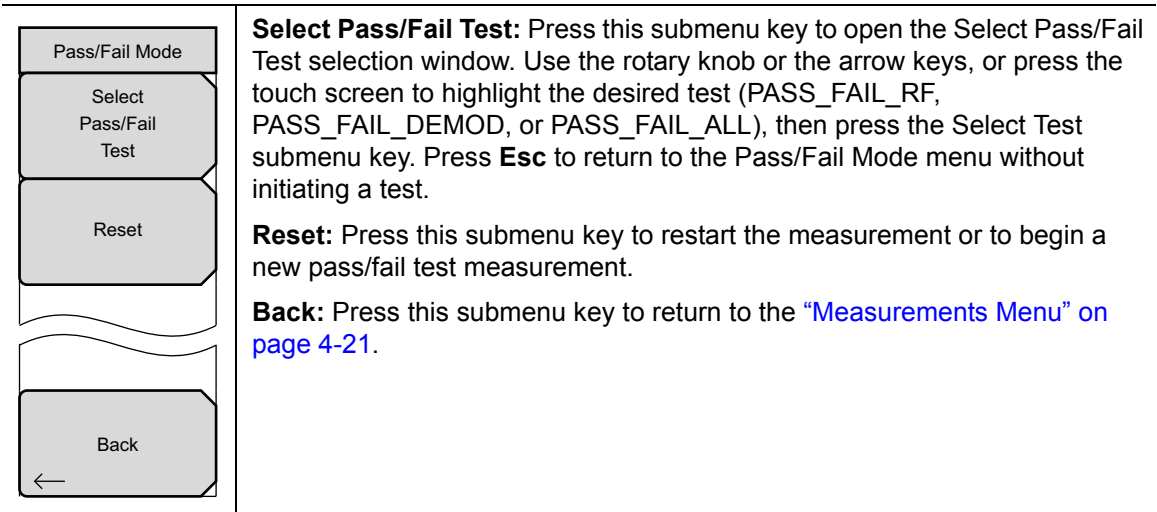 Pass/Fail Mode
Select
Pass/Fail
Test
Reset
Back
Select Pass/Fail Test: Press this submenu key to open the Select Pass/Fail
Test selection window. Use the rotary knob or the arrow keys, or press the
touch screen to highlight the desired test (PASS_FAIL_RF,
PASS_FAIL_DEMOD, or PASS_FAIL_ALL), then press the Select Test
submenu key. Press Esc to return to the Pass/Fail Mode menu without
initiating a test.
Reset: Press this submenu key to restart the measurement or to begin a
new pass/fail test measurement.
Back: Press this submenu key to return to the “Measurements Menu” on
page 4-21.